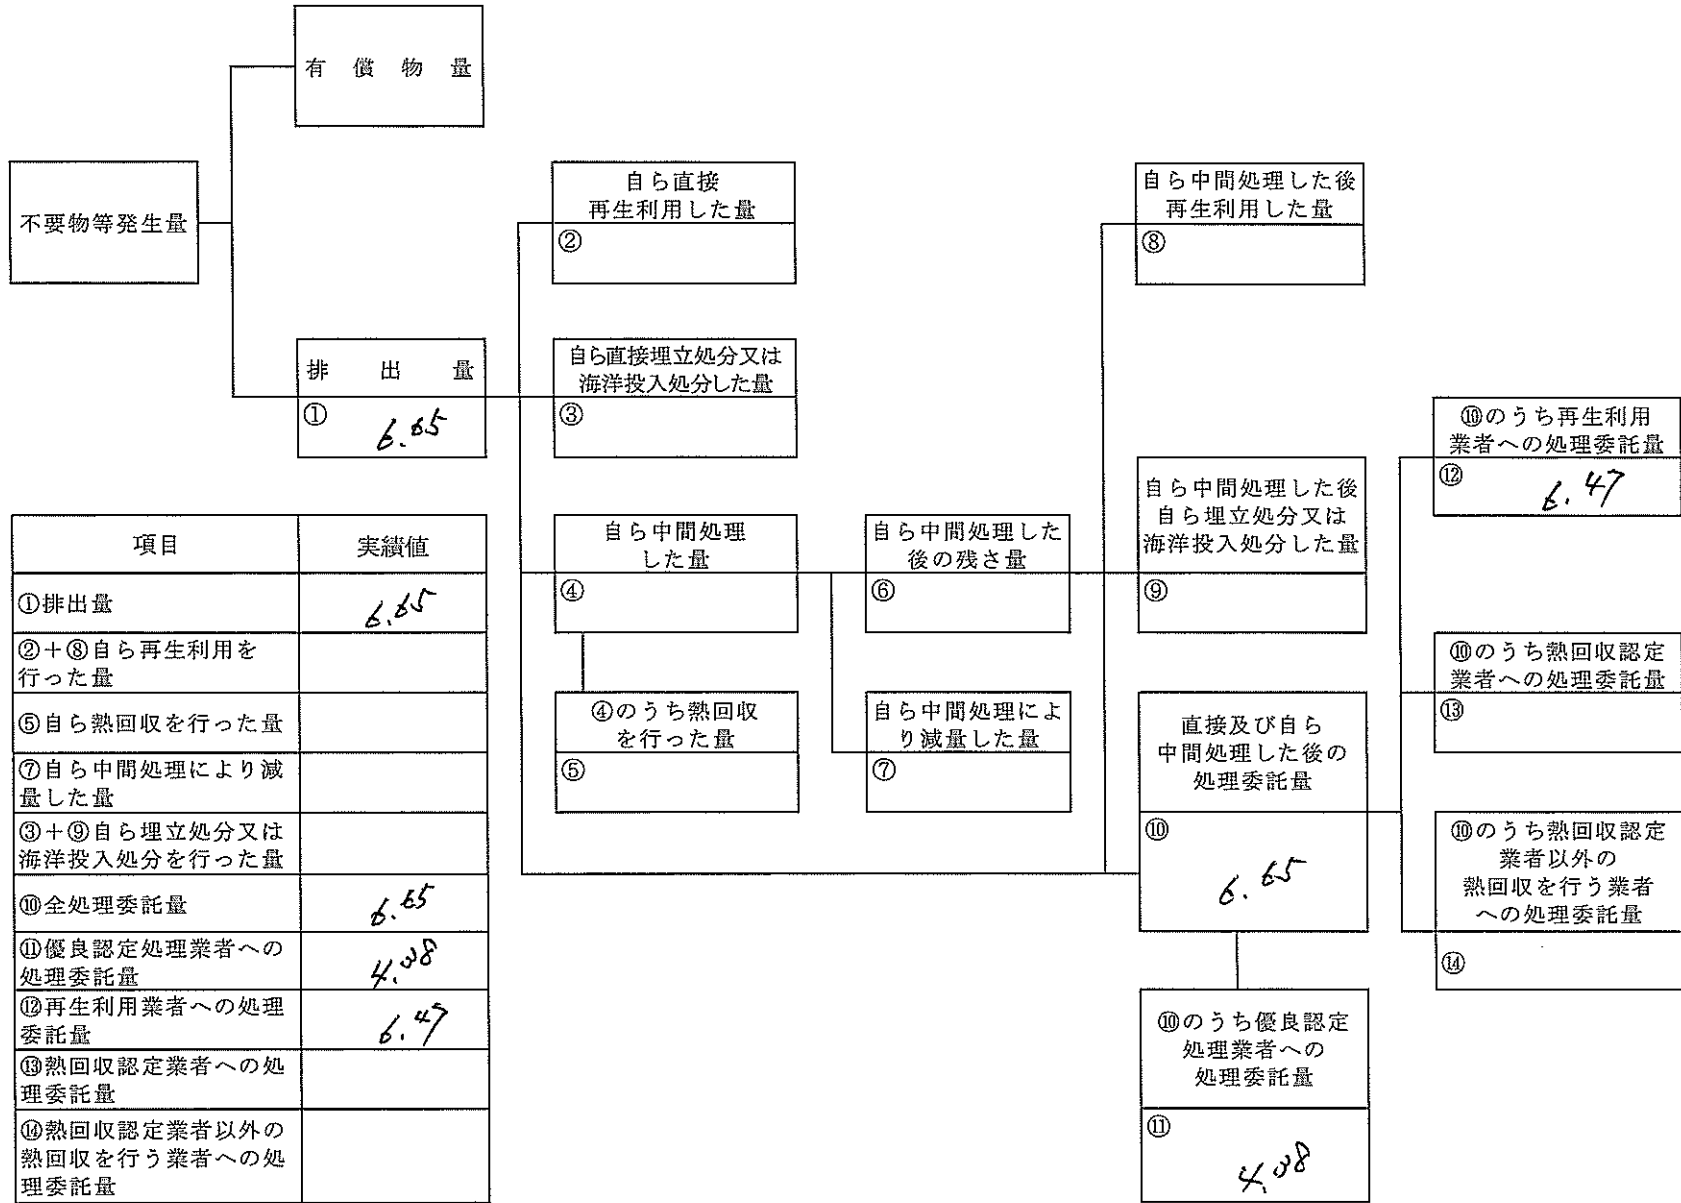 有償物量
不要物等発生量
排出量
①
6.65
自ら直接
再生利用した量
②
自ら直接埋立処分又は
海洋投入処分した量
③
自ら中間処理
した量
④
④のうち熱回収
を行った量
⑤
自ら中間処理した
後の残さ量
⑥
自ら中間処理によ
り減量した量
⑦
自ら中間処理した後
再生利用した量
⑧
自ら中間処理した後
自ら埋立処分又は
海洋投入処分した量
⑨
直接及び自ら
中間処理した後の
処理委託量
⑩
6.65
⑩のうち優良認定
処理業者への
処理委託量
⑪
4.38
⑩のうち再生利用
業者への処理委託量
⑫
6.47
⑩のうち熱回収認定
業者への処理委託量
⑬
⑩のうち熱回収認定
業者以外の
熱回収を行う業者
への処理委託量
⑭
項目 実績値
①排出量 6.65
②+⑧自ら再生利用を
行った量
⑤自ら熱回収を行った量
⑦自ら中間処理により減
量した量
③+⑨自ら埋立処分又は
海洋投入処分を行った量
⑩全処理委託量 6.65
⑪優良認定処理業者への
処理委託量 4.38
⑫再生利用業者への処理
委託量 6.47
⑬熱回収認定業者への処
理委託量
⑭熱回収認定業者以外の
熱回収を行う業者への処
理委託量